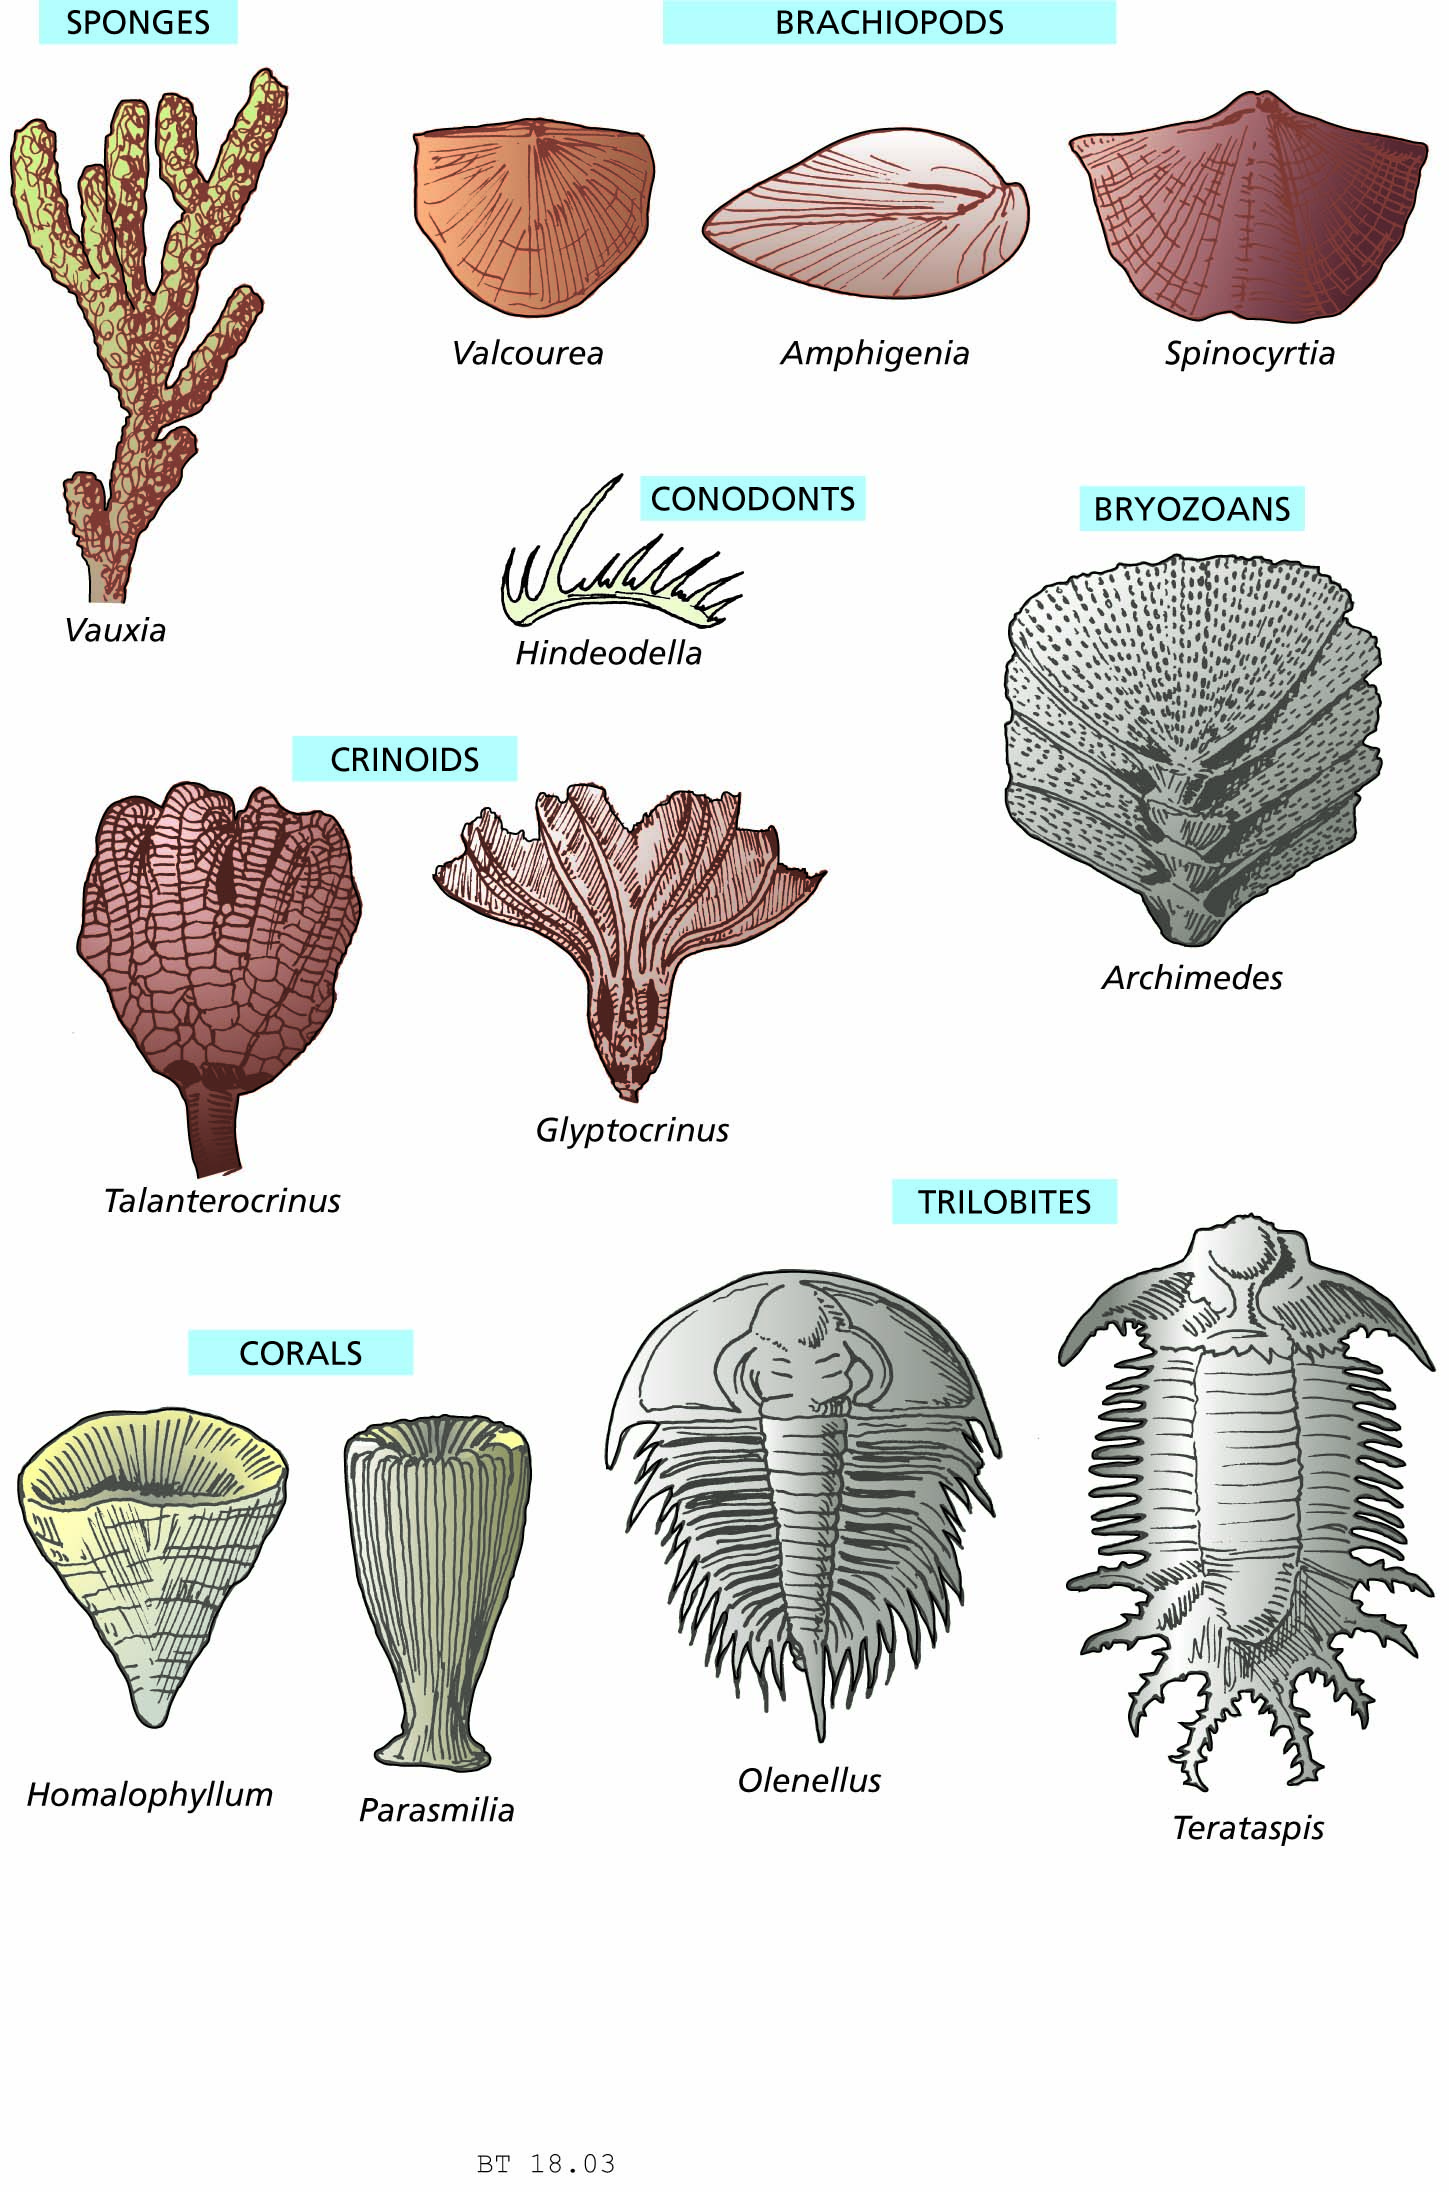 SPONGES
BRACHIOPODS
Valcourea
Amphigenia
Spinocyrtia
CONODONTS
BRYOZOANS
Vauxia
Hindeodella
CRINOIDS
Archimedes
Glyptocrinus
Talanterocrinus
TRILOBITES
CORALS
Olenellus
Homalophyllum
Parasmilia
Terataspis
BT 18.03